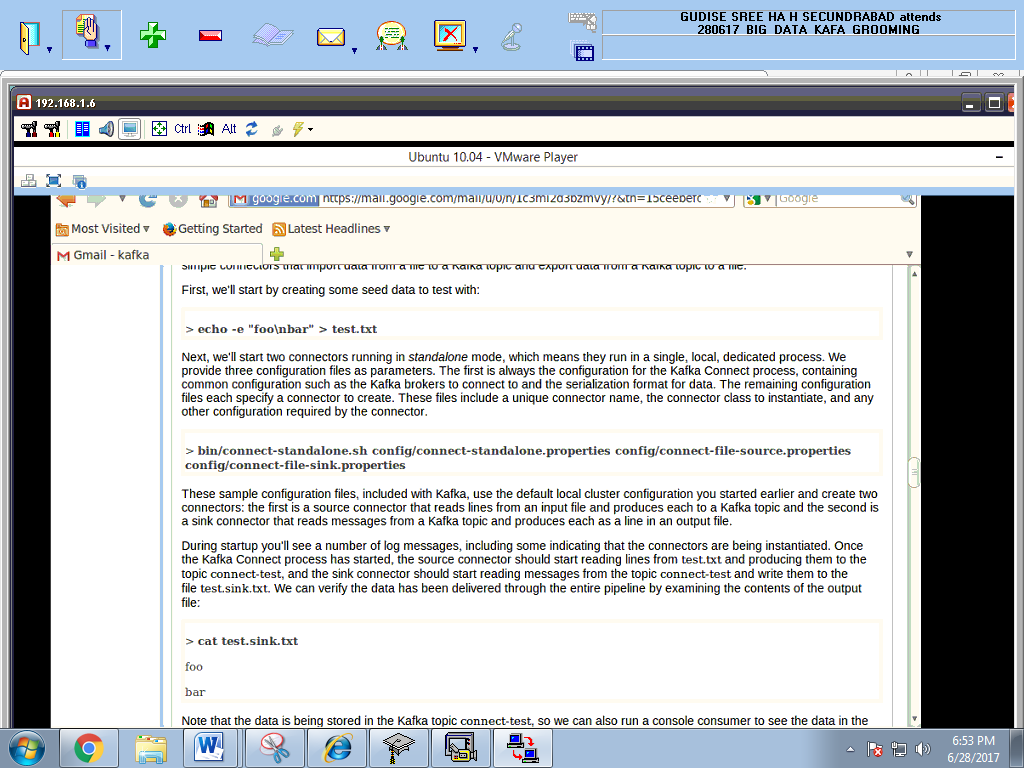 GUDISE SREE HA H SECUNDRABAD attends
280617 BIG DATA KAFA GROOMING
192.168.1.6
Ctrl Alt
Ubuntu 10.04 - VMware Player
google.com Google
Most Visited Getting Started Latest Headlines
Gmail - kafka
simple connectors that import data from a file to a Kafka topic and export data from a Kafka topic to a file.
First, we'll start by creating some seed data to test with:
> echo -e "foo\nbar" > test.txt
Next, we'll start two connectors running in standalone mode, which means they run in a single, local, dedicated process. We
provide three configuration files as parameters. The first is always the configuration for the Kafka Connect process, containing
common configuration such as the Kafka brokers to connect to and the serialization format for data. The remaining configuration
files each specify a connector to create. These files include a unique connector name, the connector class to instantiate, and any
other configuration required by the connector.
> bin/connect-standalone.sh config/connect-standalone.properties config/connect-file-source.properties
config/connect-file-sink.properties
These sample configuration files, included with Kafka, use the default local cluster configuration you started earlier and create two
connectors: the first is a source connector that reads lines from an input file and produces each to a Kafka topic and the second is
a sink connector that reads messages from a Kafka topic and produces each as a line in an output file.
During startup you'll see a number of log messages, including some indicating that the connectors are being instantiated. Once
the Kafka Connect process has started, the source connector should start reading lines from test.txt and producing them to the
topic connect-test, and the sink connector should start reading messages from the topic connect-test and write them to the
file test.sink.txt. We can verify the data has been delivered through the entire pipeline by examining the contents of the output
file:
> cat test.sink.txt
foo
bar
Note that the data is being stored in the Kafka topic connect-test, so we can also run a console consumer to see the data in the
6:53 PM
6/28/2017